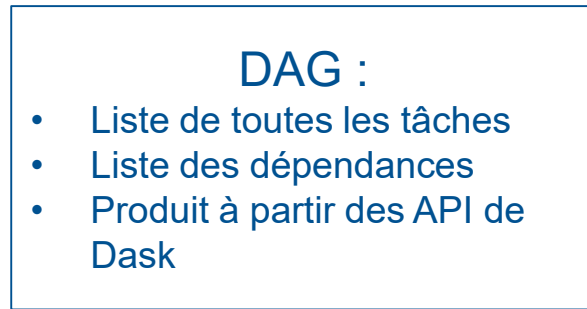 DAG :
• Liste de toutes les tâches
• Liste des dépendances
• Produit à partir des API de
Dask